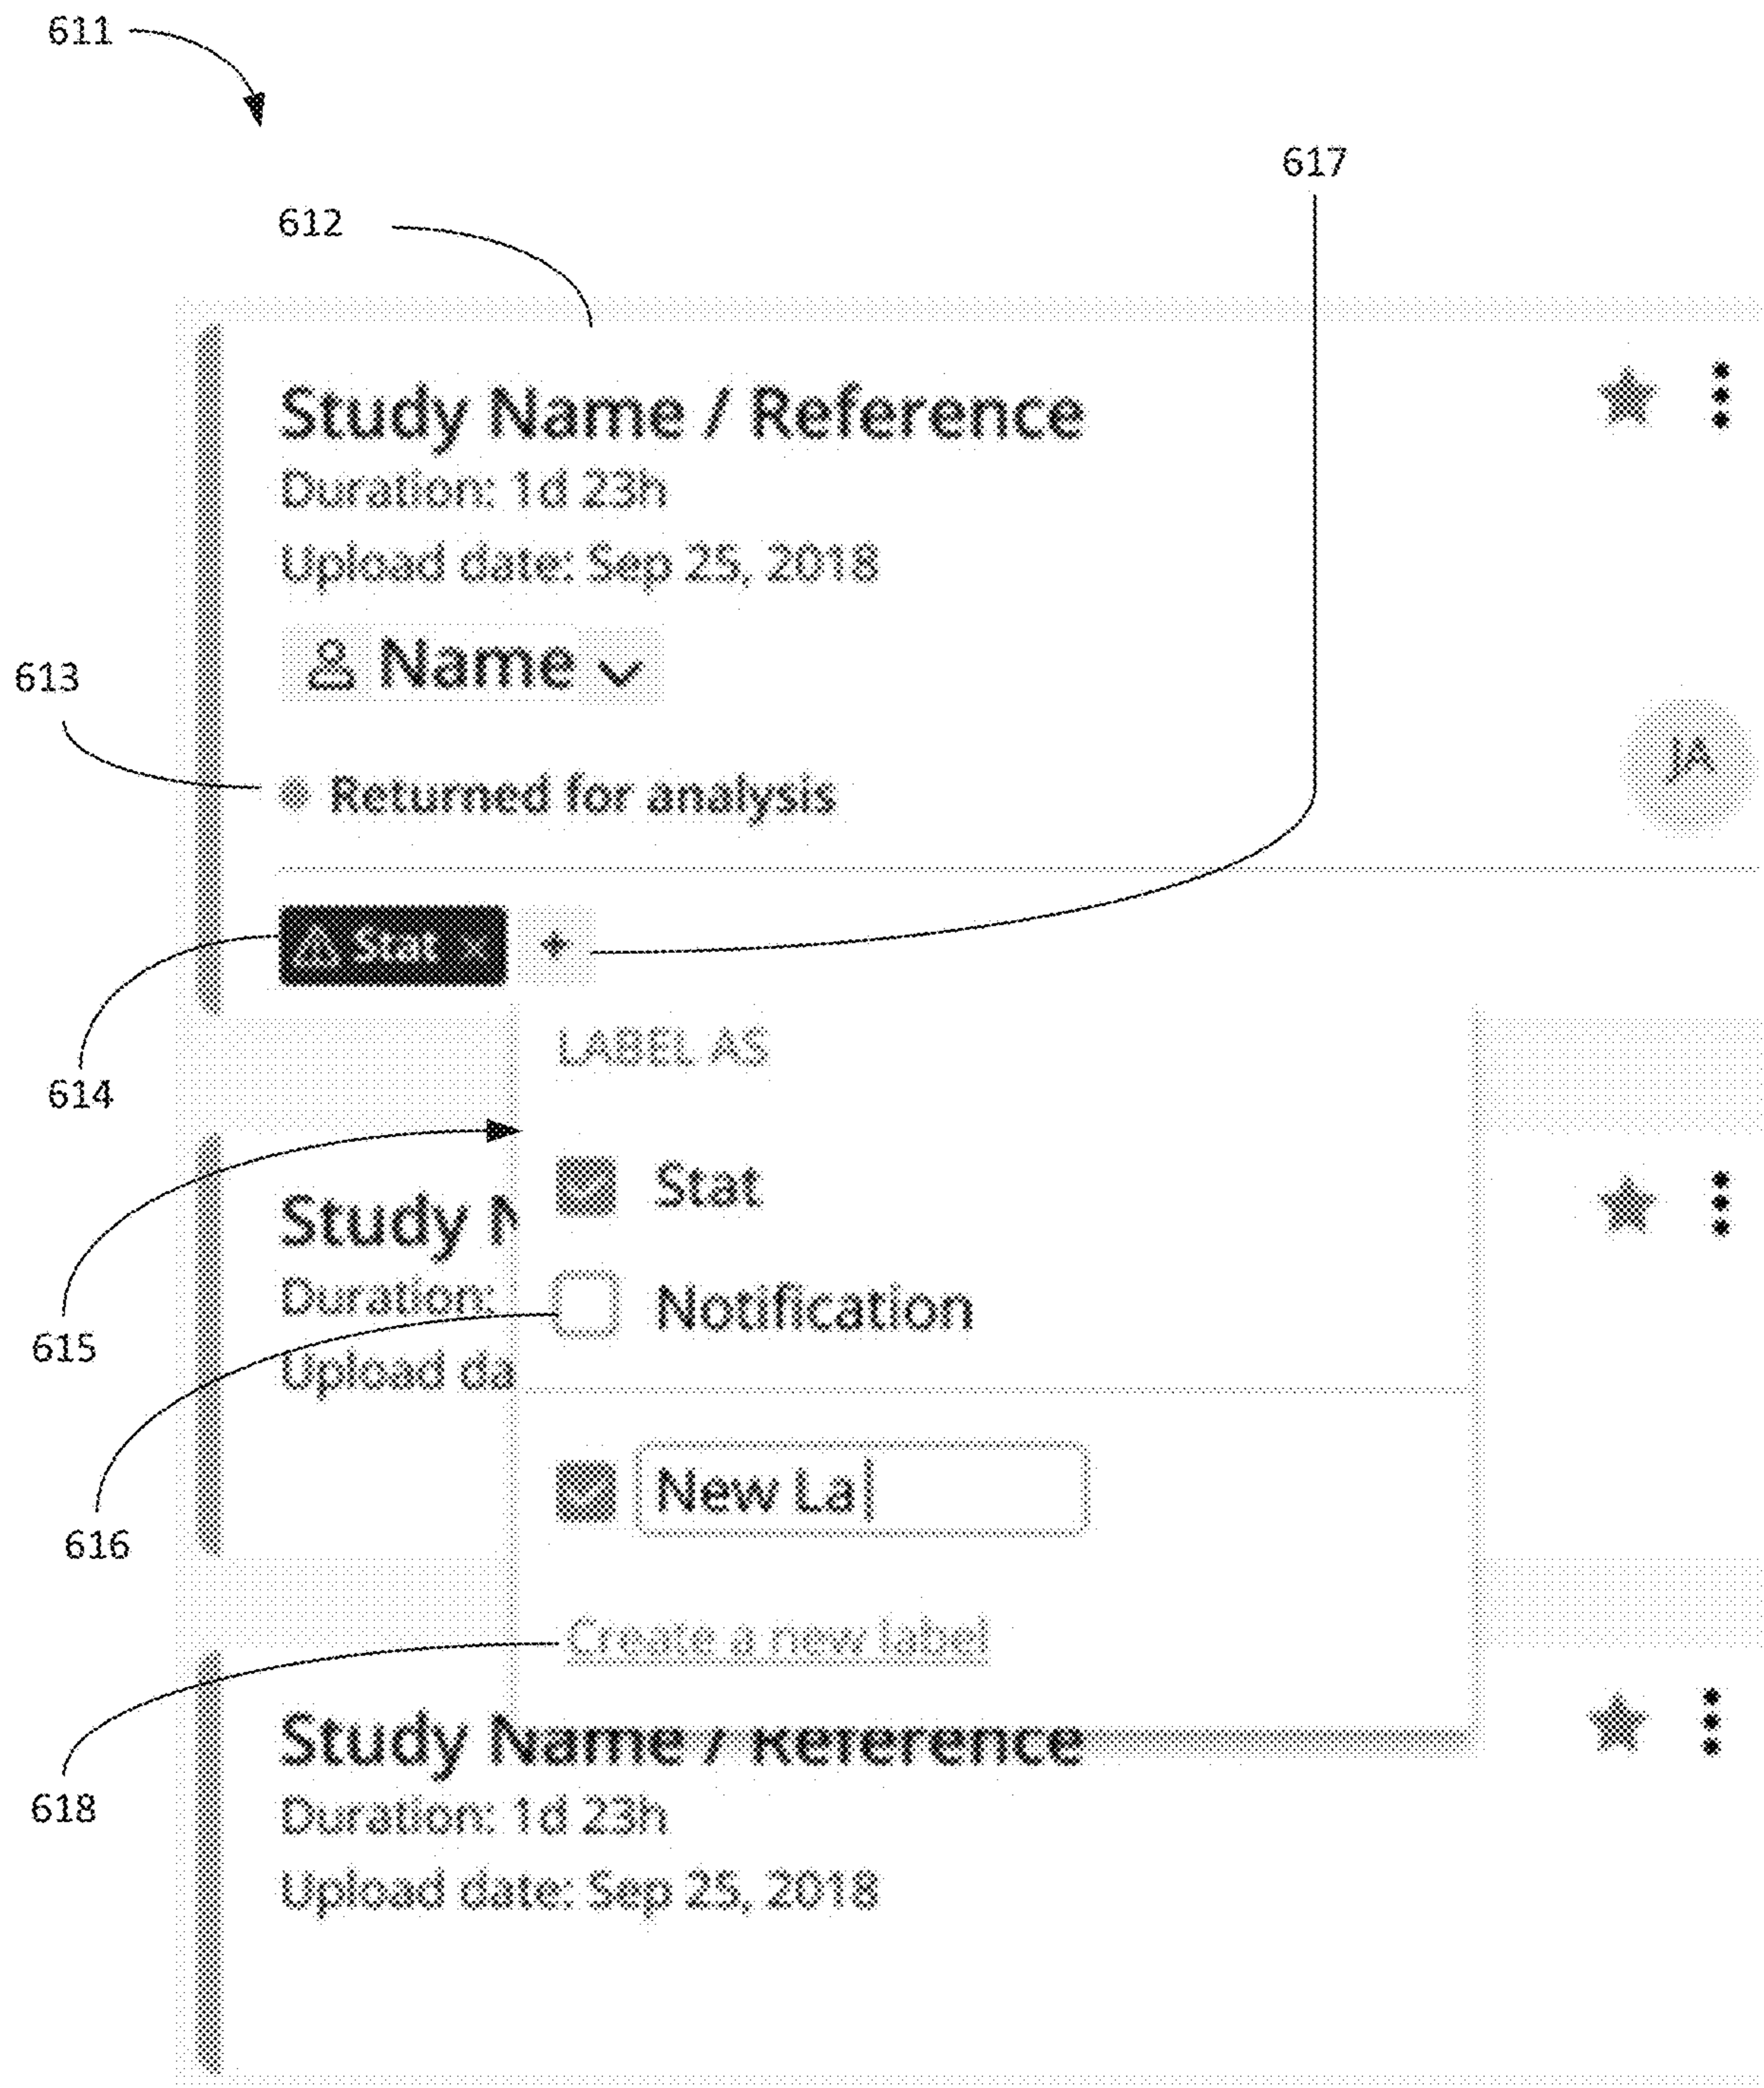 611
617
612
Study Name / Reference
Duration: 1d 23h
Upload date: Sep 25, 2018
Name
613
JA
Returned for analysis
Stat ×
+
LABEL AS
614
Stat
Study N
Duration:
Notification
615
Upload da
New La
616
Create a new label
Study Name / Reference
618
Duration: 1d 23h
Upload date: Sep 25, 2018